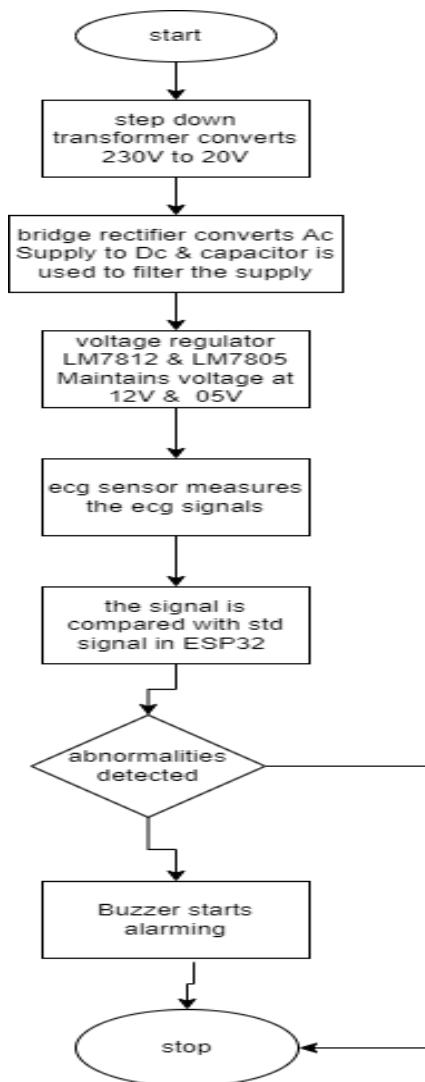 start
step down
transformer converts
230V to 20V
bridge rectifier converts Ac
Supply to Dc & capacitor is
used to filter the supply
voltage regulator
LM7812 & LM7805
Maintains voltage at
12V & 05V
ecg sensor measures
the ecg signals
the signal is
compared with std
signal in ESP32
abnormalities
detected
Buzzer starts
alarming
stop